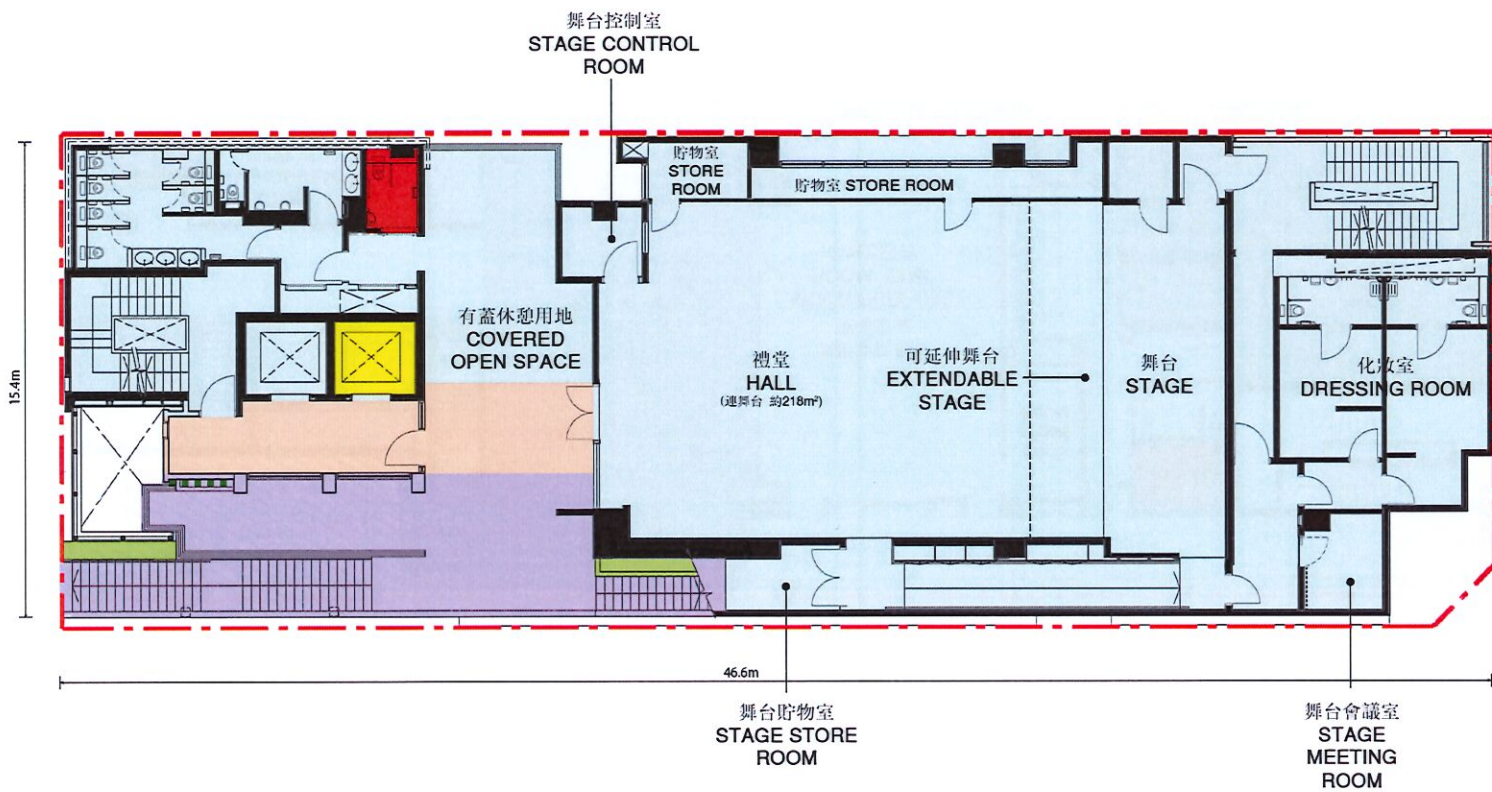 舞台控制室
STAGE CONTROL
ROOM
貯物室
STORE
ROOM
貯物室 STORE ROOM
有蓋休憩用地
COVERED
OPEN SPACE
禮堂
HALL
(連舞台 約218m²)
可延伸舞台
EXTENDABLE
STAGE
舞台
STAGE
化妝室
DRESSING ROOM
15.4m
46.6m
舞台貯物室
STAGE STORE
ROOM
舞台會議室
STAGE
MEETING
ROOM